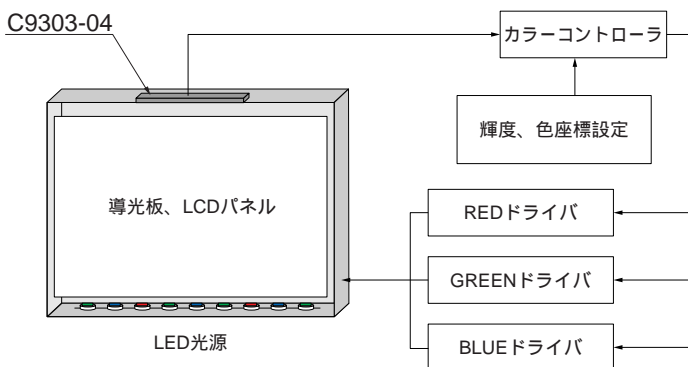 C9303-04
カラーコントローラ
輝度、色座標設定
導光板、LCDパネル
REDドライバ
GREENドライバ
BLUEドライバ
LED光源